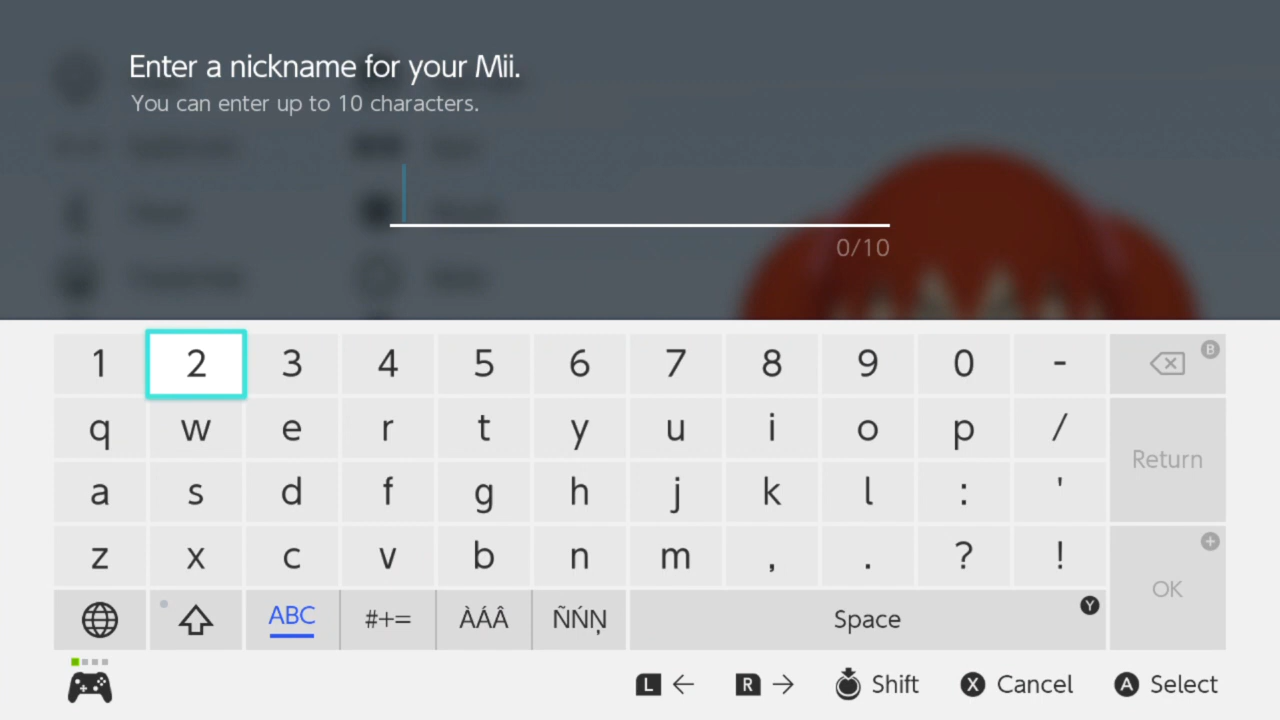 Enter a nickname for your Mii.
You can enter up to 10 characters.
0/10
1 2 3 4 5 6 7 8 9 0 - B
q w e r t y u i o p /
Return
a s d f g h j k l : '
z x c v b n m , . ? ! +
OK
ABC #+= ÀÁÂ ÑŃŅ Space Y
L ← R → Shift X Cancel A Select